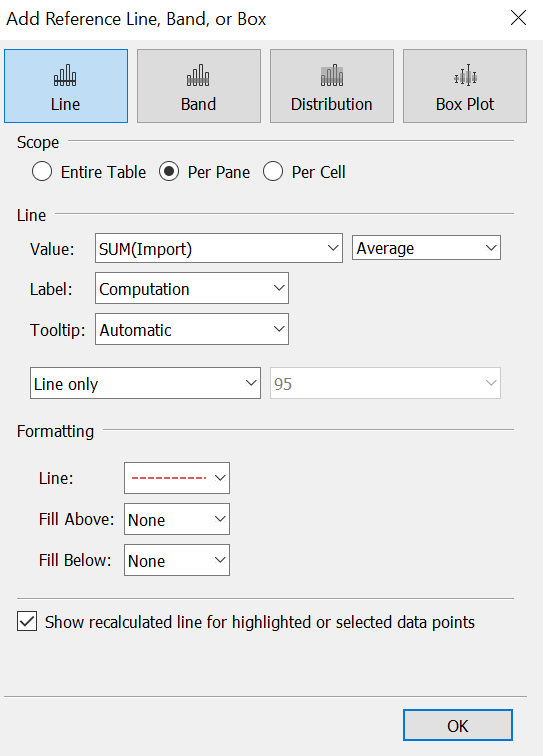 Add Reference Line, Band, or Box
Line
Band
Distribution
Box Plot
Scope
Entire Table
Per Pane
Per Cell
Line
Value: SUM(Import) Average
Label: Computation
Tooltip: Automatic
Line only 95
Formatting
Line:
Fill Above: None
Fill Below: None
Show recalculated line for highlighted or selected data points
OK